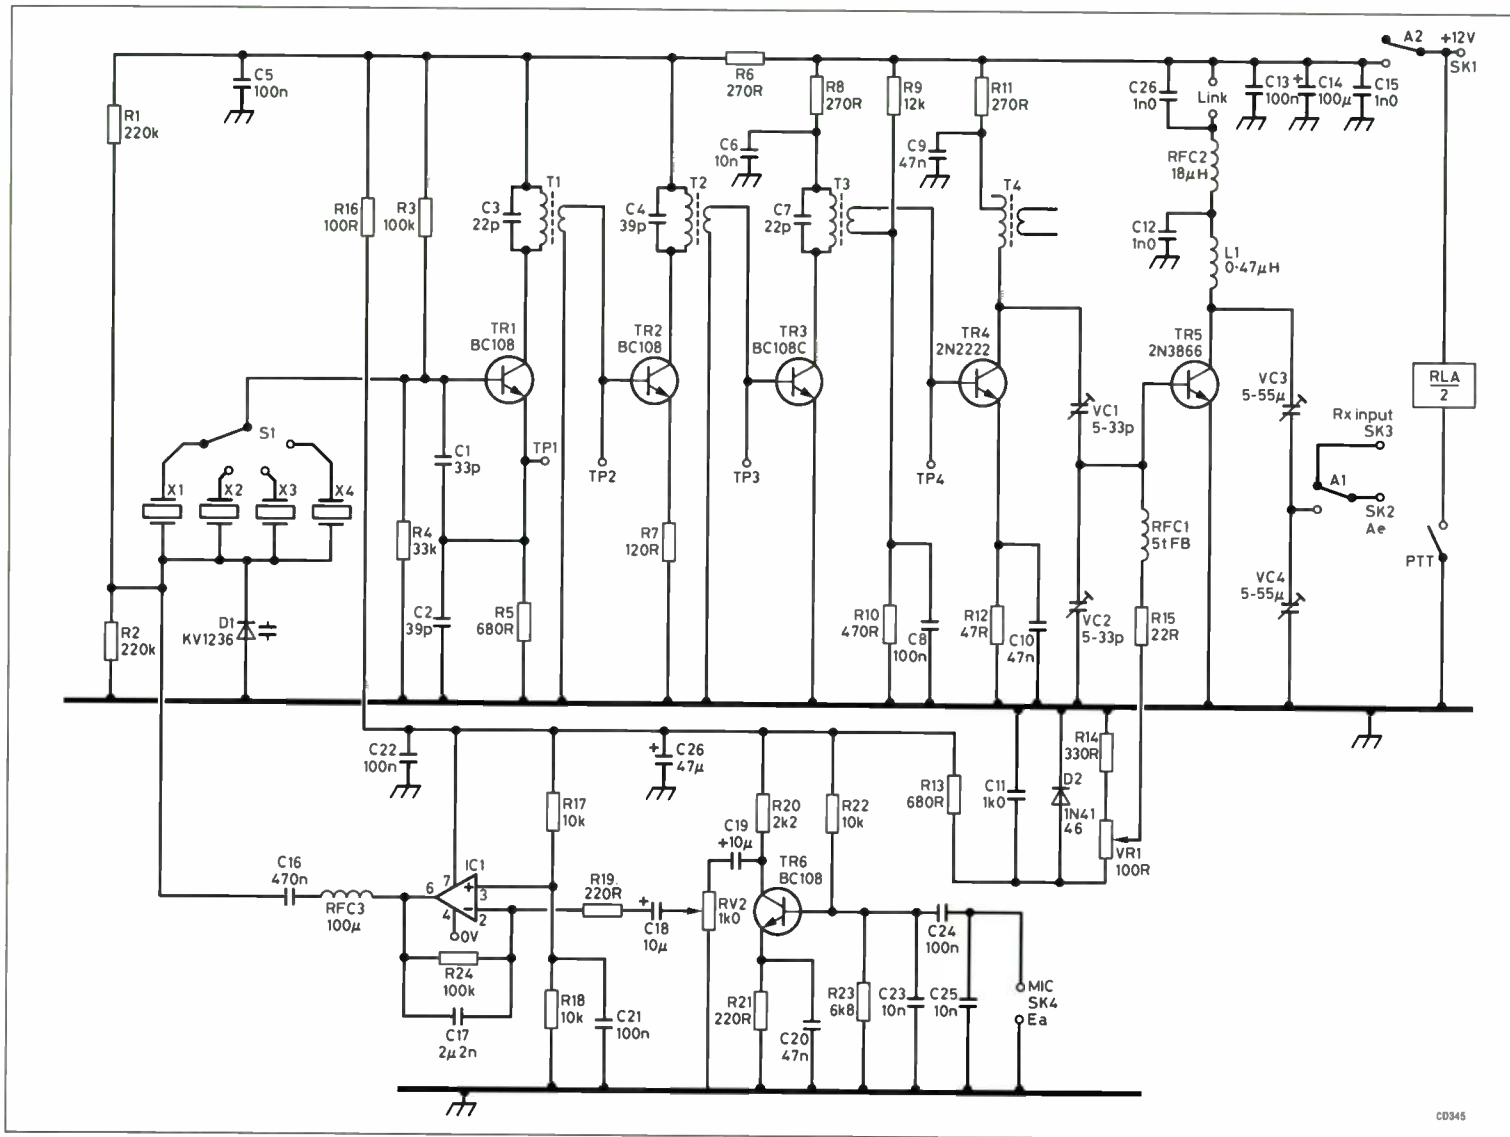 A2
+12V
SK1
C5
100n
R6
270R
R8
270R
R9
12k
R11
270R
C26
1n0
Link
C13
100n
+
C14
100µ
C15
1n0
R1
220k
C6
10n
C9
47n
RFC2
18µH
R16
100R
R3
100k
C3
22p
T1
C4
39p
T2
C7
22p
T3
T4
C12
1n0
L1
0·47µH
TR1
BC108
TR2
BC108
TR3
BC108C
TR4
2N2222
TR5
2N3866
VC3
5-55µ
RLA
2
Rx input
SK3
S1
VC1
5-33p
C1
33p
TP1
TP2
TP3
TP4
A1
SK2
Ae
X1
X2
X3
X4
R4
33k
R7
120R
RFC1
5t FB
PTT
R2
220k
D1
KV1236
C2
39p
R5
680R
R10
470R
C8
100n
R12
47R
C10
47n
VC2
5-33p
R15
22R
VC4
5-55µ
C22
100n
+
C26
47µ
R14
330R
R17
10k
R20
2k2
R22
10k
R13
680R
C11
1k0
D2
1N41
46
VR1
100R
C19
+10µ
C16
470n
RFC3
100µ
IC1
7
6
+
3
−
2
4
0V
R19.
220R
+
C18
10µ
RV2
1k0
TR6
BC108
C24
100n
R24
100k
C17
2µ2n
R18
10k
C21
100n
R21
220R
C20
47n
R23
6k8
C23
10n
C25
10n
MIC
SK4
Ea
CD345